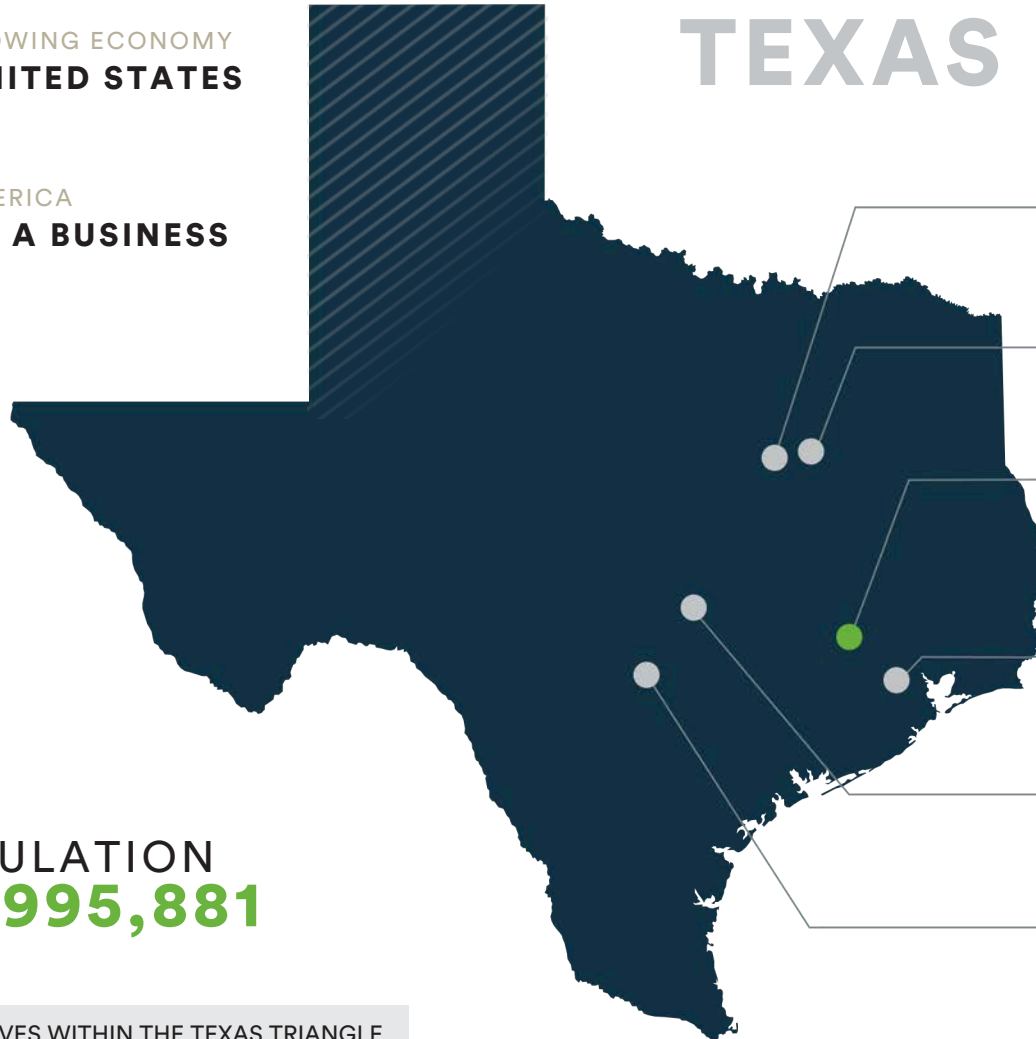 TEXAS
OWING ECONOMY
NITED STATES
ERICA
A BUSINESS
ULATION
995,881
VES WITHIN THE TEXAS TRIANGLE